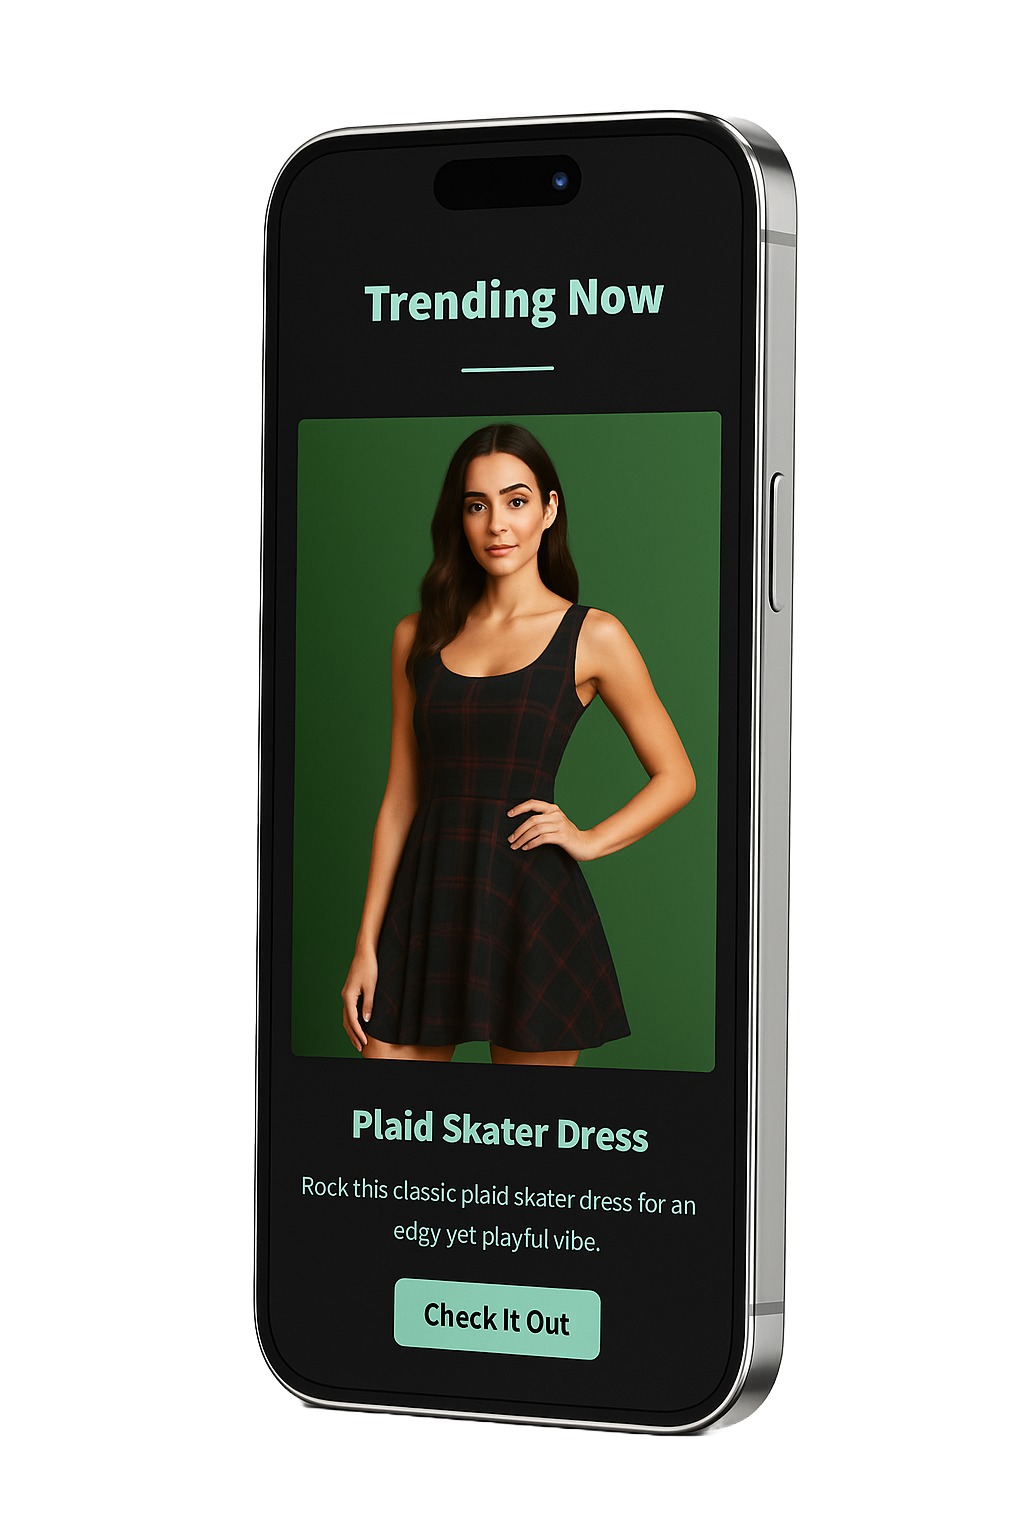 Trending Now
Plaid Skater Dress
Rock this classic plaid skater dress for an
edgy yet playful vibe.
Check It Out